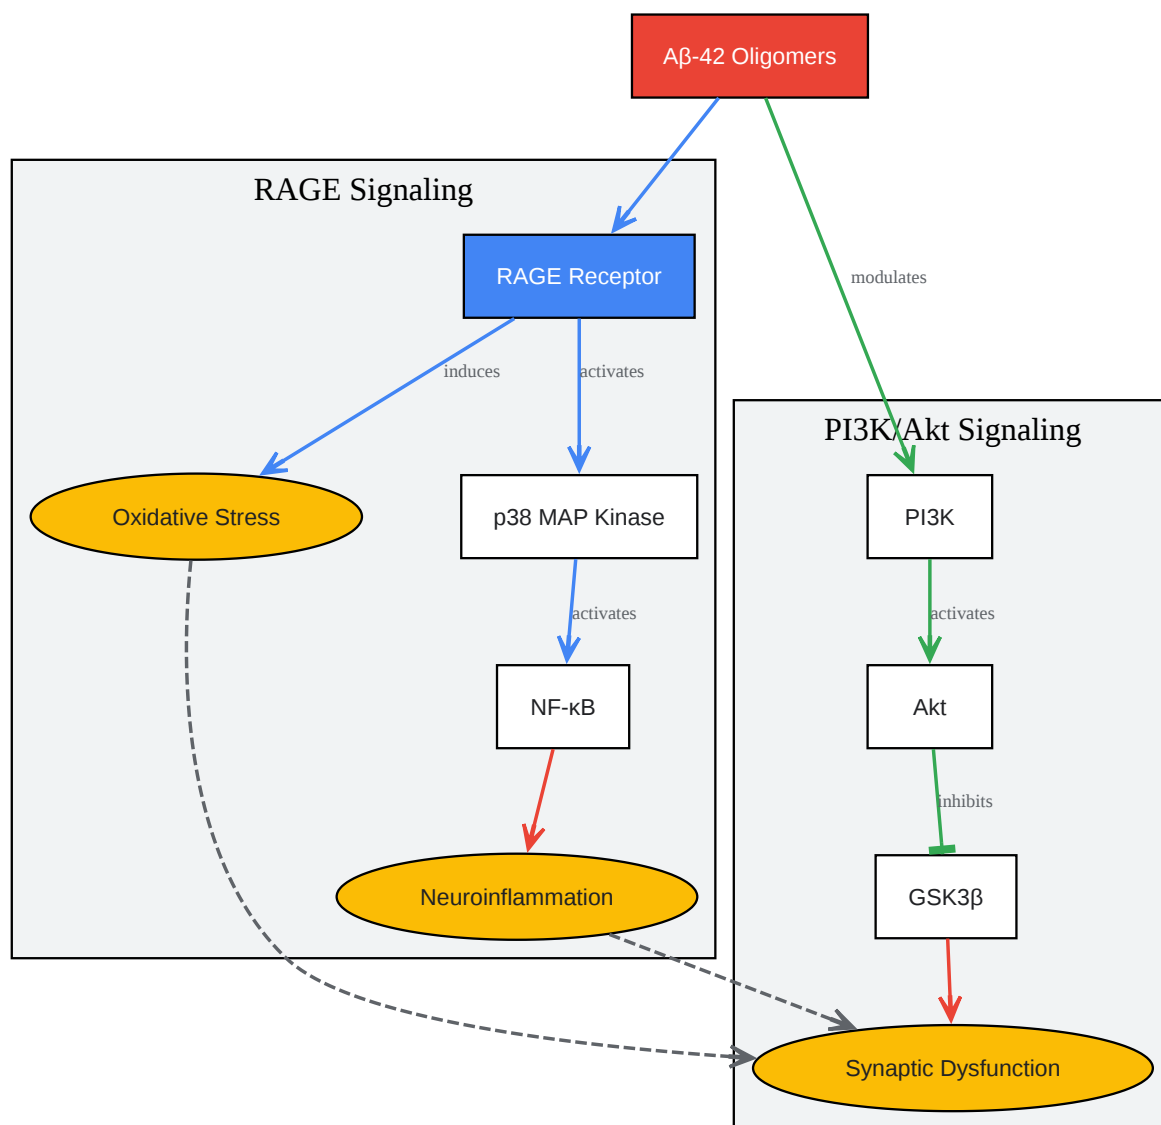 Aβ-42 Oligomers
RAGE Signaling
RAGE Receptor
modulates
induces
activates
PI3K/Akt Signaling
Oxidative Stress
p38 MAP Kinase
PI3K
activates
activates
NF-κB
Akt
inhibits
Neuroinflammation
GSK3β
Synaptic Dysfunction